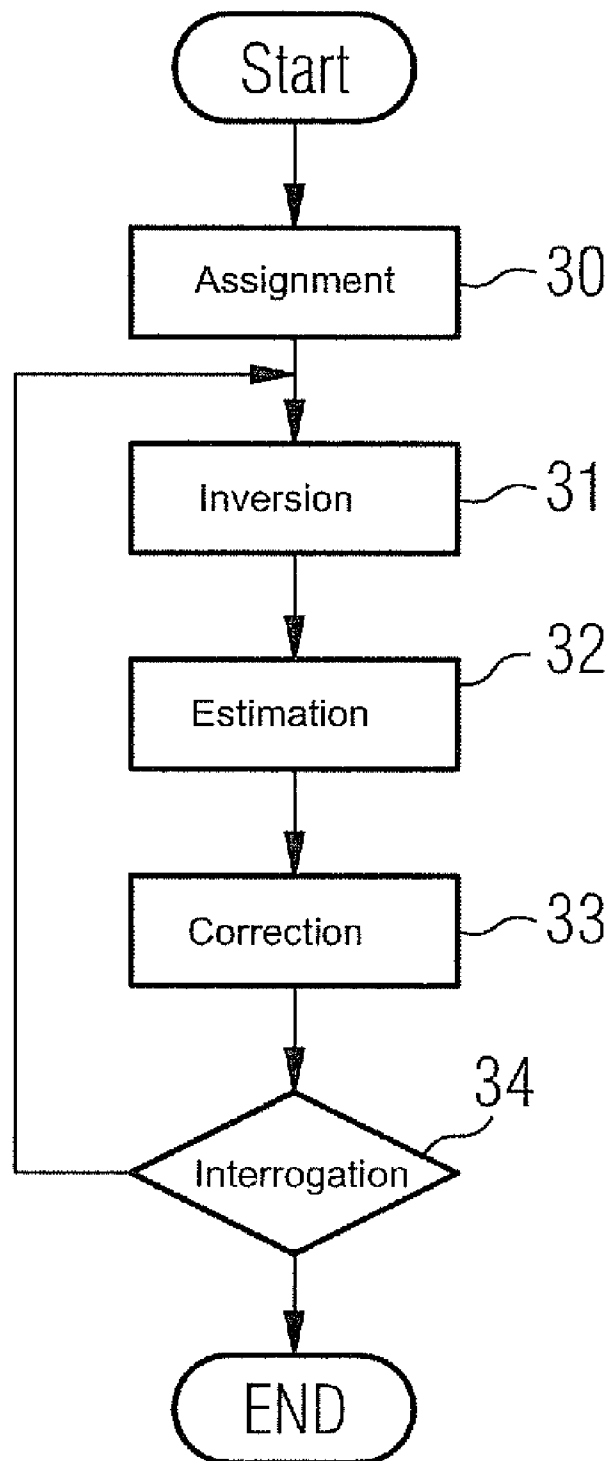 Start
Assignment 30
Inversion 31
Estimation 32
Correction 33
34
Interrogation
END